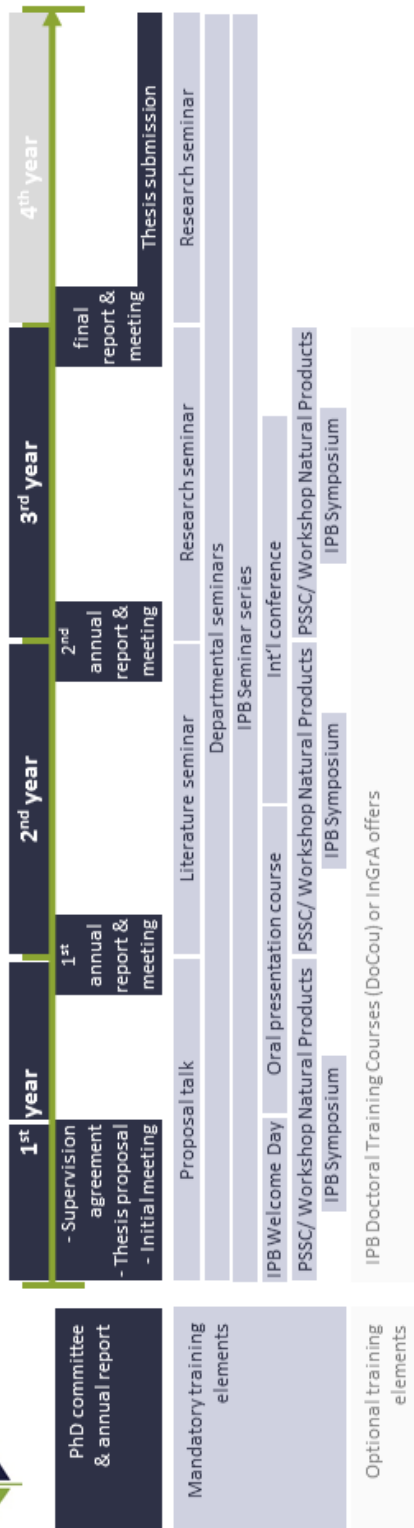 1st year
2nd year
3rd year
4th year
PhD committee
& annual report
- Supervision
agreement
- Thesis proposal
- Initial meeting
1st
annual
report &
meeting
2nd
annual
report &
meeting
final
report &
meeting
Thesis submission
Mandatory training
elements
Proposal talk
Literature seminar
Research seminar
Research seminar
Departmental seminars
IPB Seminar series
IPB Welcome Day
Oral presentation course
Int'l conference
PSSC/ Workshop Natural Products
PSSC/ Workshop Natural Products
PSSC/ Workshop Natural Products
IPB Symposium
IPB Symposium
IPB Symposium
Optional training
elements
IPB Doctoral Training Courses (DoCou) or InGrA offers